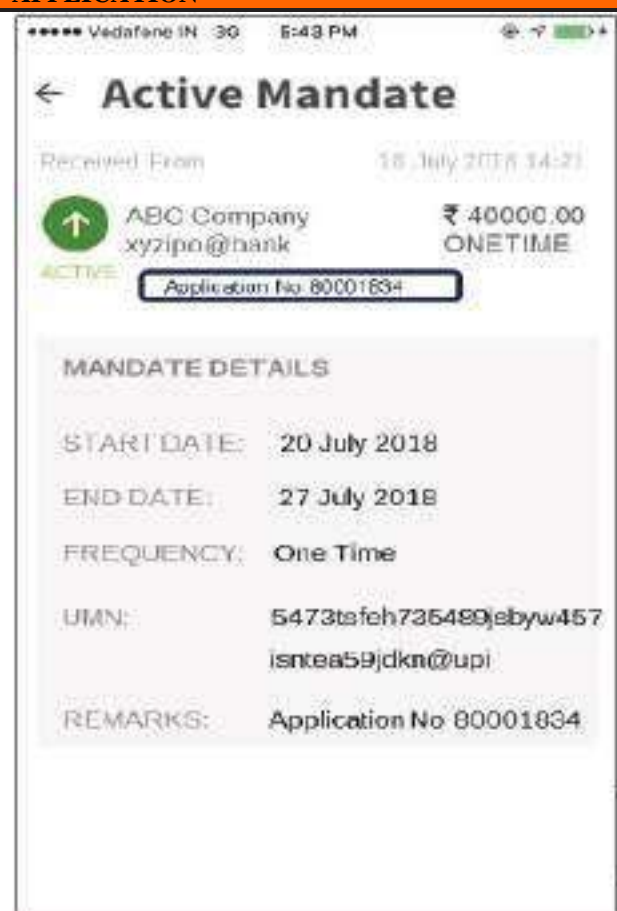 APPLICATION
Vodafone IN 3G 5:43 PM
← Active Mandate
Received From 18 July 2018 14:21
ABC Company ₹ 40000.00
xyzipo@bank ONETIME
ACTIVE
Application No 80001834
MANDATE DETAILS
START DATE: 20 July 2018
END DATE: 27 July 2018
FREQUENCY: One Time
UMN:
isntea59jdkn@upi
REMARKS: Application No 80001834